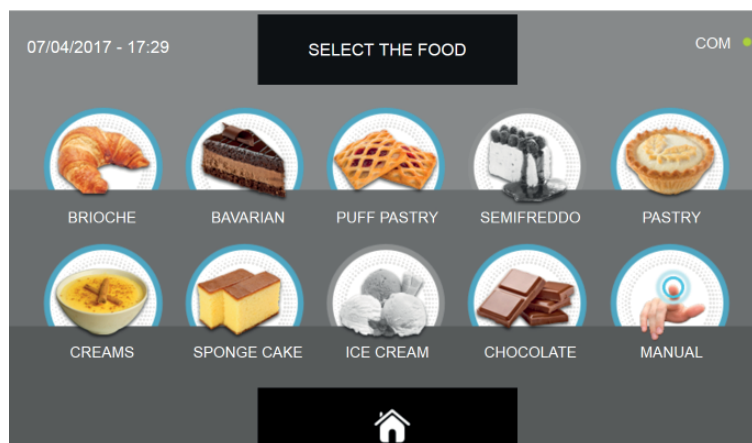 07/04/2017 - 17:29
SELECT THE FOOD
COM
BRIOCHE
BAVARIAN
PUFF PASTRY
SEMIFREDDO
PASTRY
CREAMS
SPONGE CAKE
ICE CREAM
CHOCOLATE
MANUAL